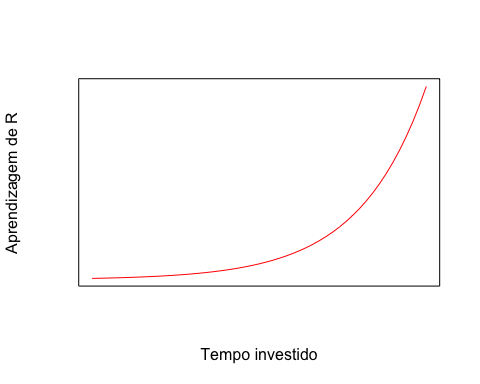 Aprendizagem de R
Tempo investido